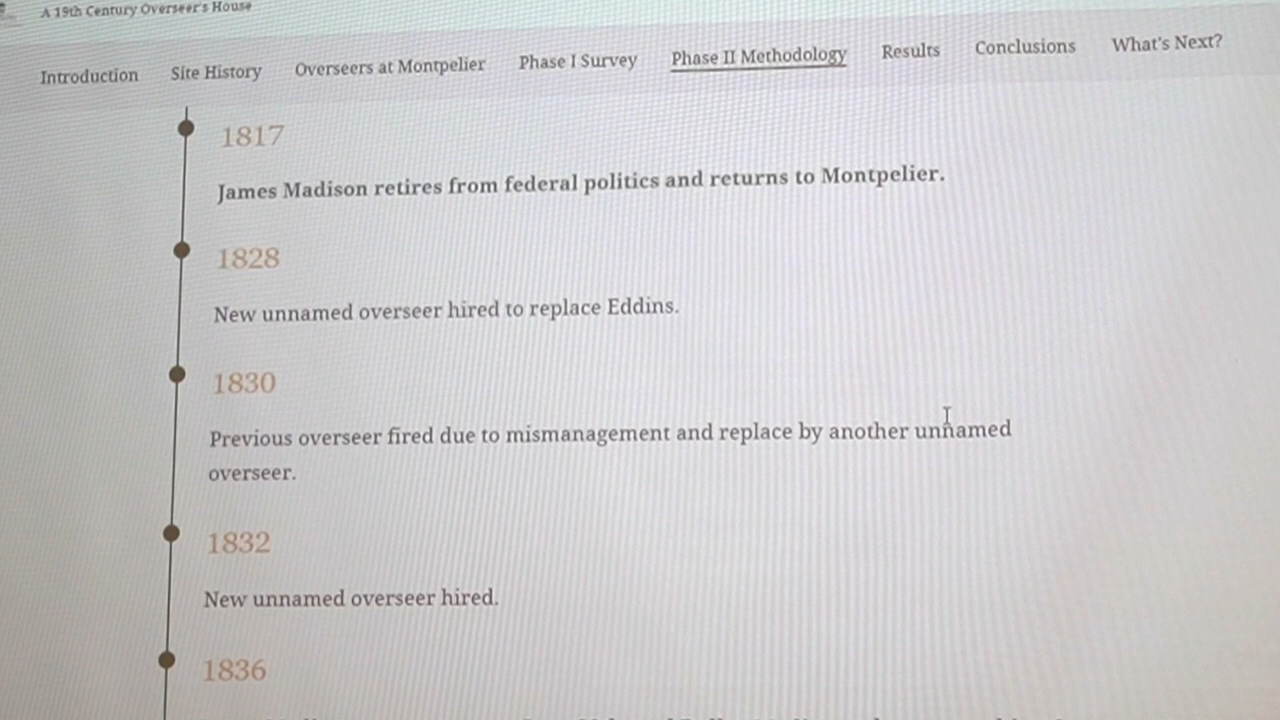 A 19th Century Overseer's House
Introduction Site History Overseers at Montpelier Phase I Survey Phase II Methodology Results Conclusions What's Next?
1817
James Madison retires from federal politics and returns to Montpelier.
1828
New unnamed overseer hired to replace Eddins.
1830
Previous overseer fired due to mismanagement and replace by another unnamed
overseer.
1832
New unnamed overseer hired.
1836